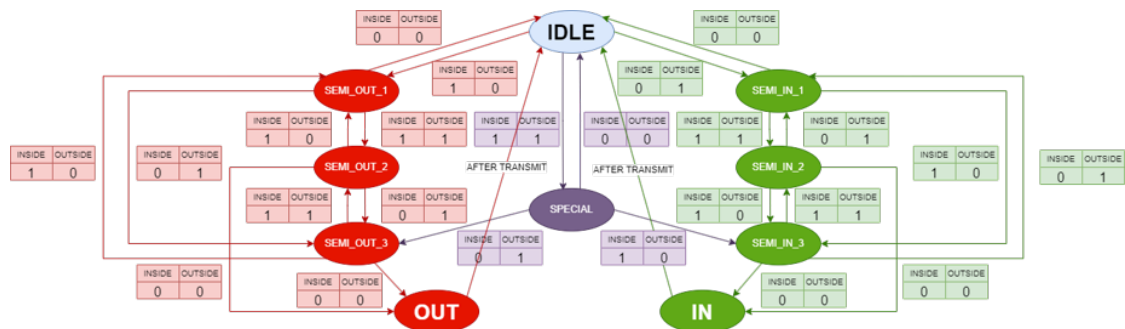 INSIDE OUTSIDE
0 0
IDLE
INSIDE OUTSIDE
0 0
INSIDE OUTSIDE
1 0
INSIDE OUTSIDE
0 1
SEMI_OUT_1
SEMI_IN_1
INSIDE OUTSIDE
1 0
INSIDE OUTSIDE
1 1
INSIDE OUTSIDE
1 1
INSIDE OUTSIDE
0 0
INSIDE OUTSIDE
1 1
INSIDE OUTSIDE
0 1
INSIDE OUTSIDE
1 0
INSIDE OUTSIDE
0 1
SEMI_OUT_2
AFTER TRANSMIT
AFTER TRANSMIT
SEMI_IN_2
INSIDE OUTSIDE
1 0
INSIDE OUTSIDE
0 1
INSIDE OUTSIDE
1 1
INSIDE OUTSIDE
0 1
SPECIAL
INSIDE OUTSIDE
1 0
INSIDE OUTSIDE
1 1
SEMI_OUT_3
SEMI_IN_3
INSIDE OUTSIDE
0 1
INSIDE OUTSIDE
1 0
INSIDE OUTSIDE
0 0
INSIDE OUTSIDE
0 0
INSIDE OUTSIDE
0 0
INSIDE OUTSIDE
0 0
OUT
IN